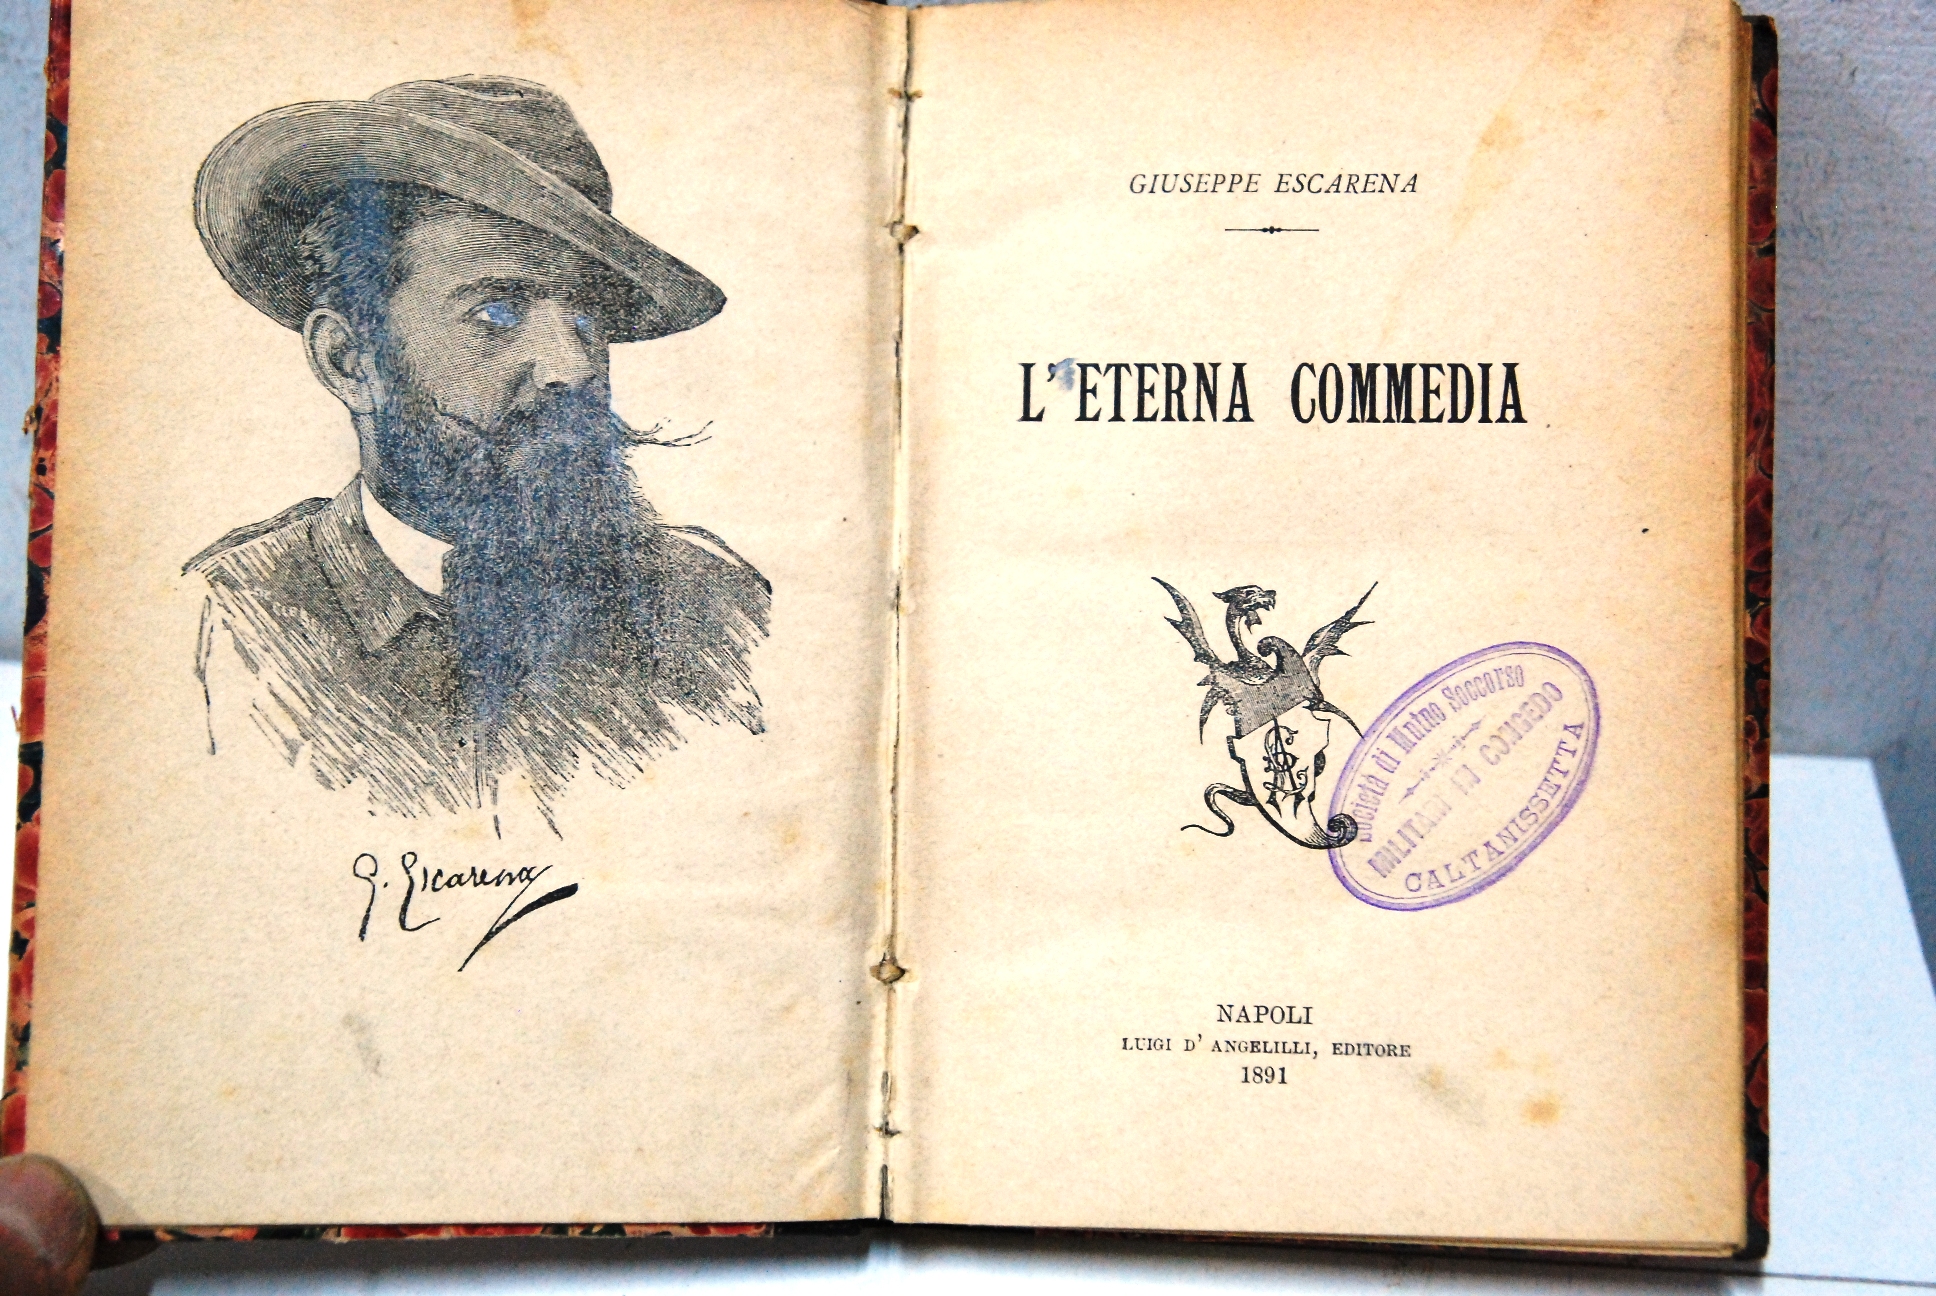 G. Escarena
GIUSEPPE ESCARENA
L'ETERNA COMMEDIA
Società di Mutuo Soccorso
MILITARI IN CONGEDO
CALTANISSETTA
NAPOLI
LUIGI D' ANGELILLI, EDITORE
1891